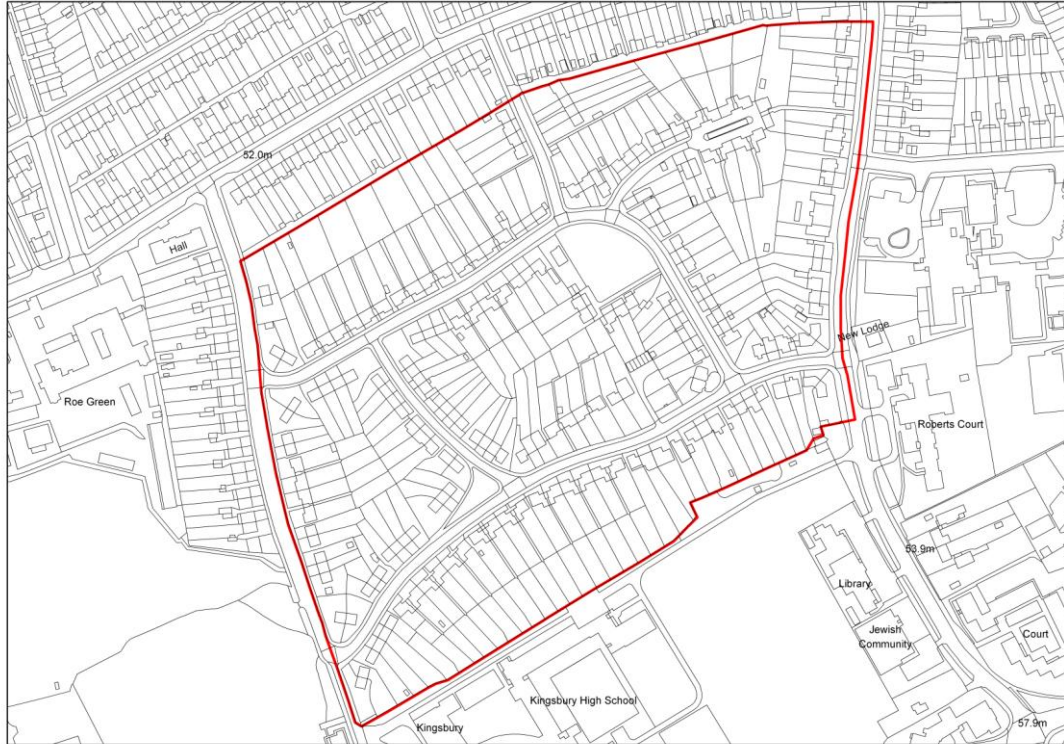 52.0m
Hall
New Lodge
Roe Green
Roberts Court
53.9m
Library
Jewish
Community
Court
Kingsbury High School
Kingsbury
57.9m